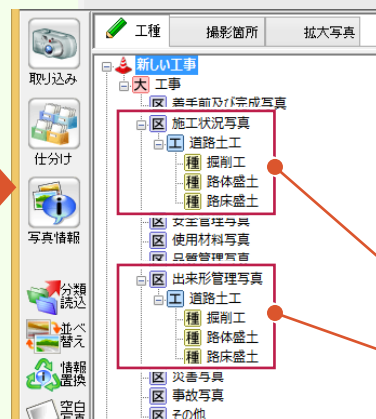 工種
撮影箇所
拡大写真
取り込み
仕分け
写真情報
分類
読込
並べ
替え
情報
置換
空白
写真
新しい工事
大 工事
区 着手前及び完成写真
区 施工状況写真
工 道路土工
種 掘削工
種 路体盛土
種 路床盛土
区 安全管理写真
区 使用材料写真
区 品質管理写真
区 出来形管理写真
工 道路土工
種 掘削工
種 路体盛土
種 路床盛土
区 災害写真
区 事故写真
区 その他